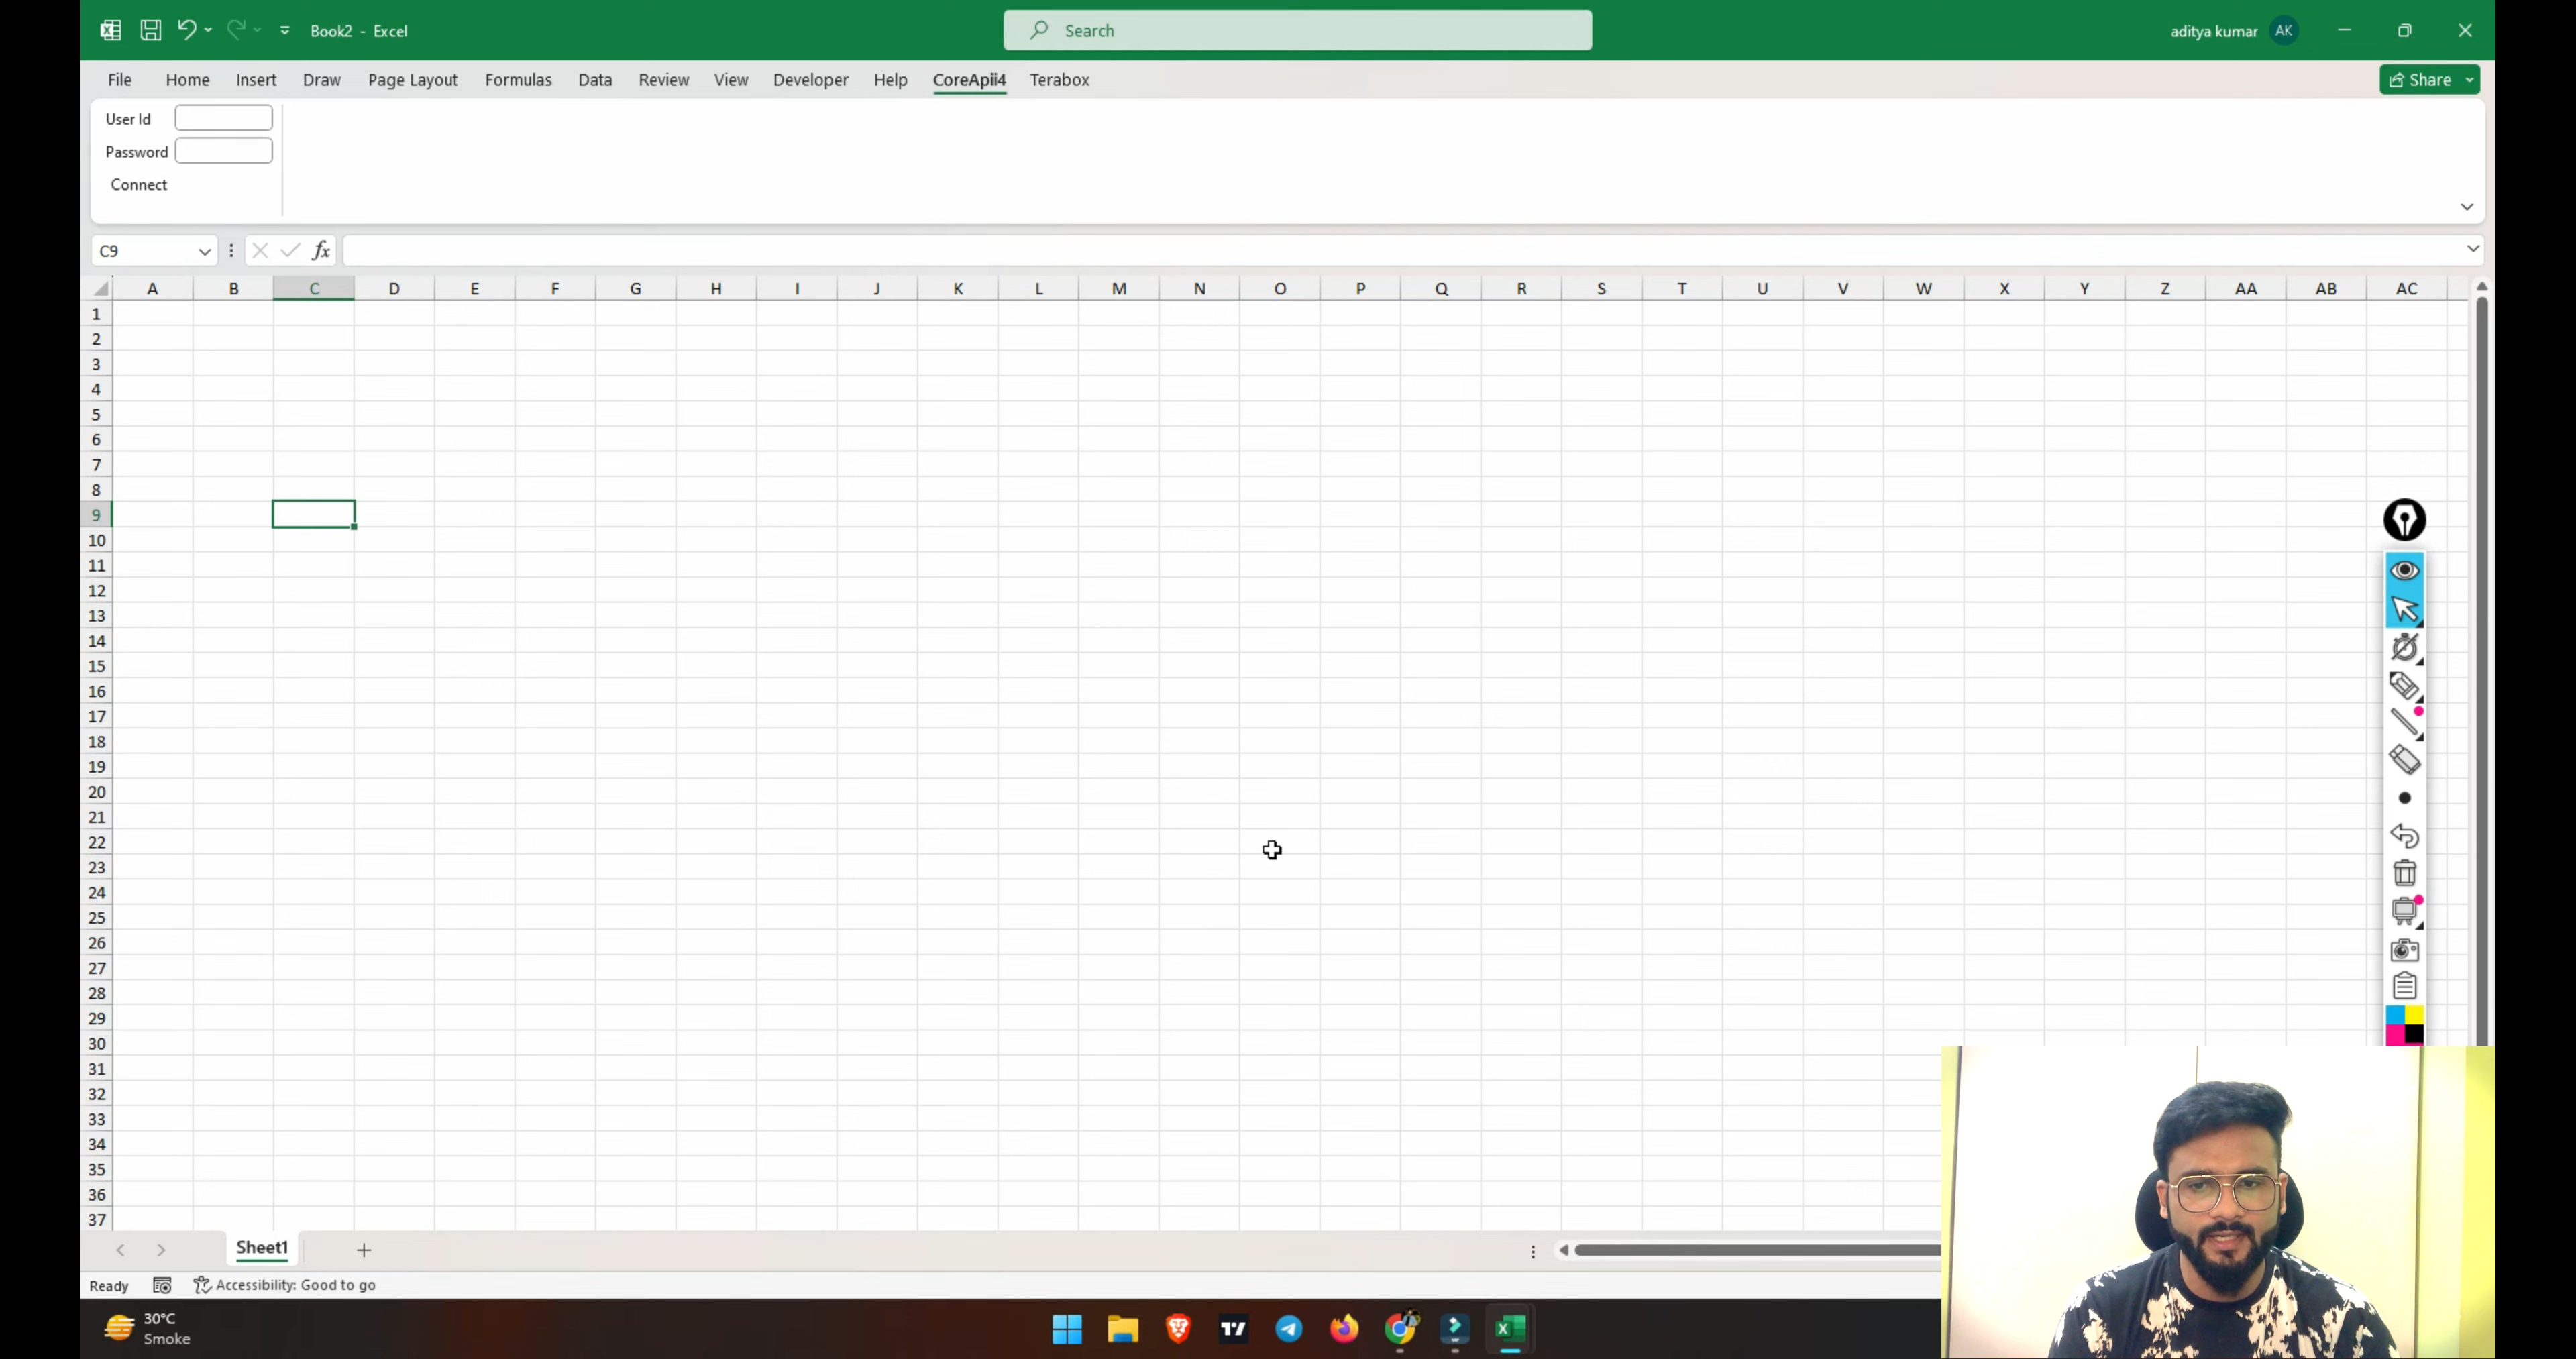 Book2 - Excel
Search
aditya kumar AK
File Home Insert Draw Page Layout Formulas Data Review View Developer Help CoreApii4 Terabox
Share
User Id
Password
Connect
C9
fx
A B C D E F G H I J K L M N O P Q R S T U V W X Y Z AA AB AC
1
2
3
4
5
6
7
8
9
10
11
12
13
14
15
16
17
18
19
20
21
22
23
24
25
26
27
28
29
30
31
32
33
34
35
36
37
Sheet1
Ready Accessibility: Good to go
30°C
Smoke